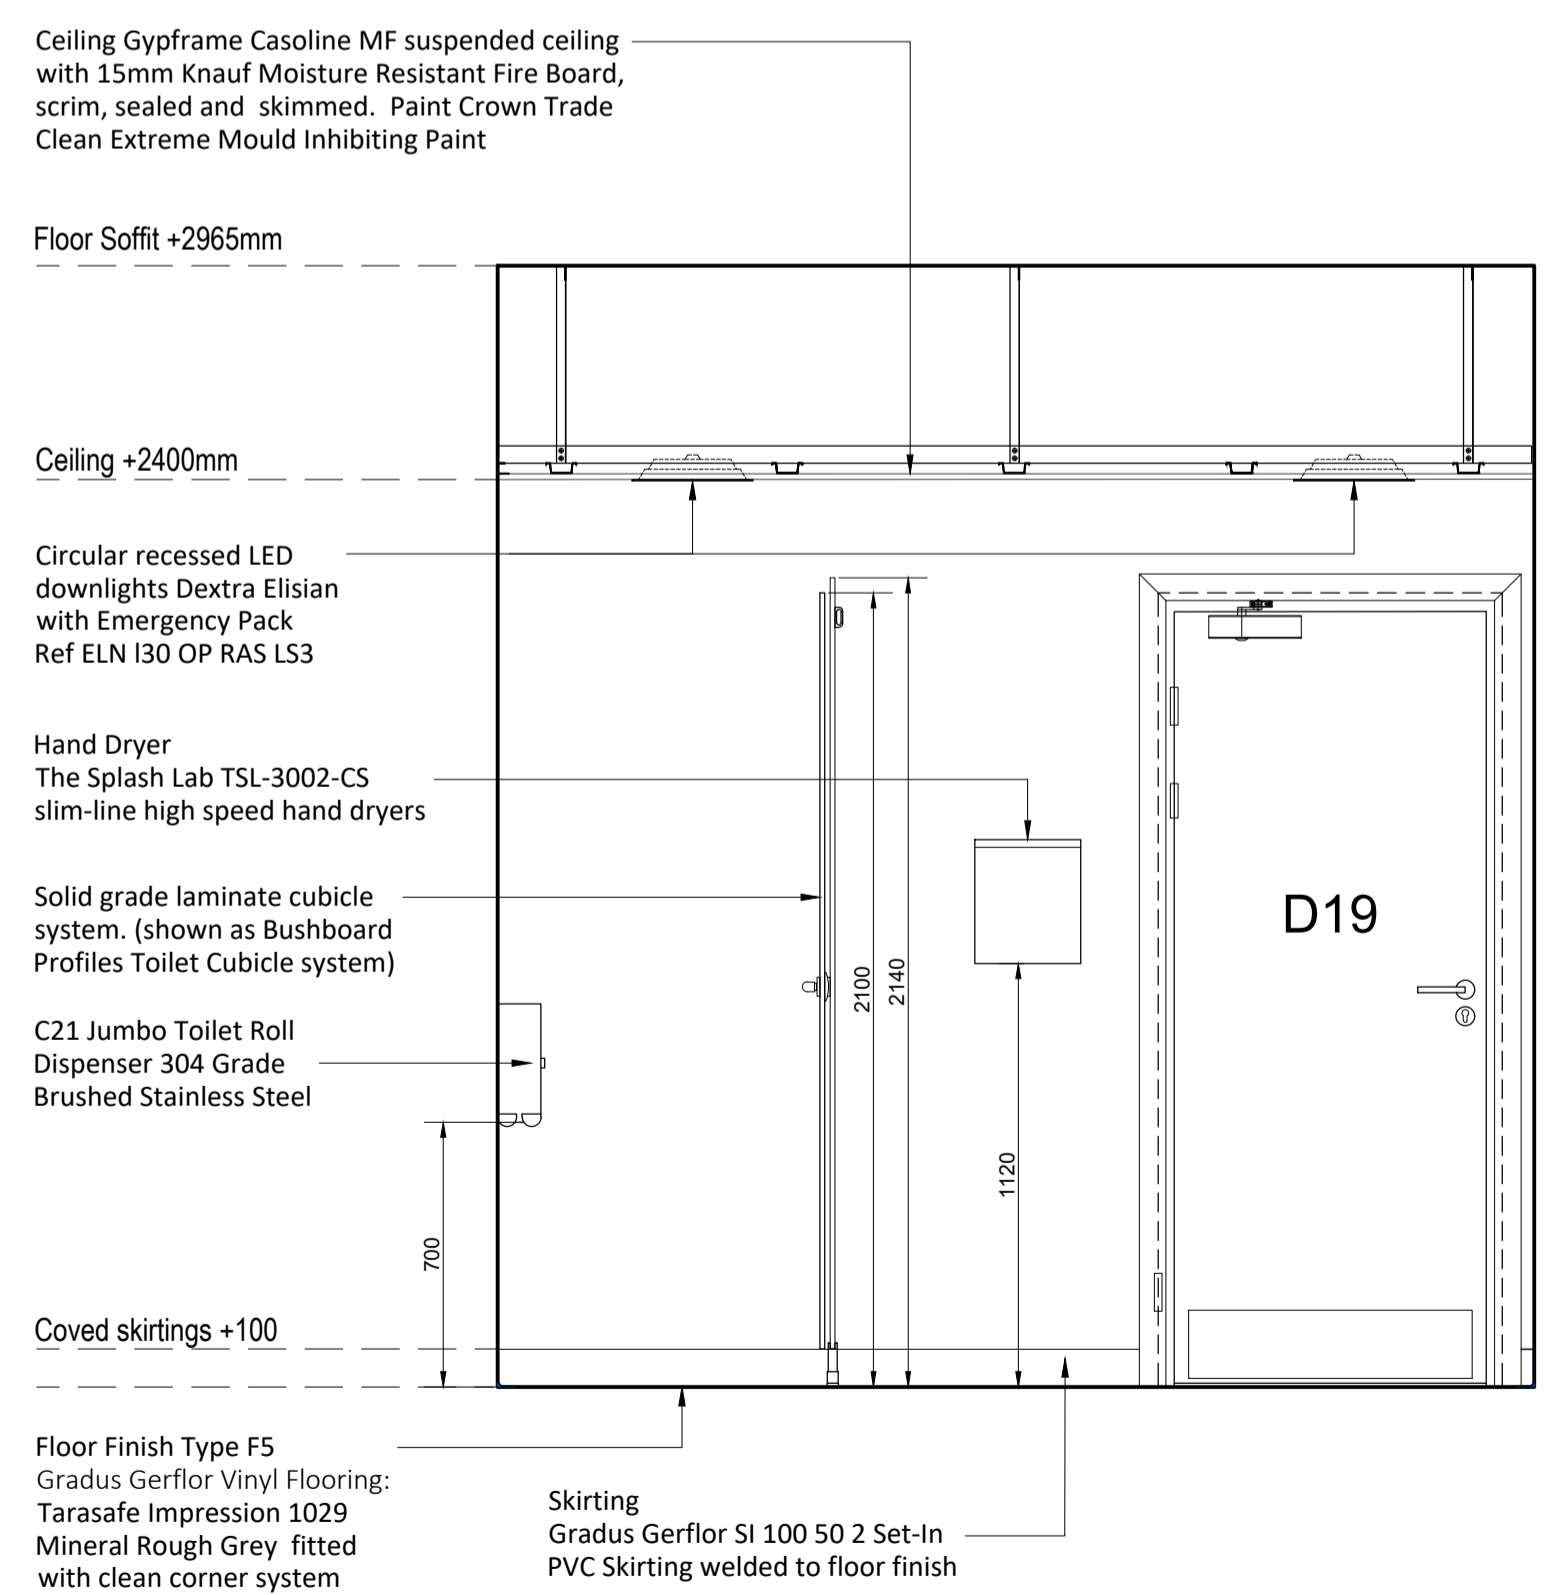 Ceiling Gypframe Casoline MF suspended ceiling
with 15mm Knauf Moisture Resistant Fire Board,
scrim, sealed and skimmed. Paint Crown Trade
Clean Extreme Mould Inhibiting Paint
Floor Soffit +2965mm
Ceiling +2400mm
Circular recessed LED
downlights Dextra Elisian
with Emergency Pack
Ref ELN l30 OP RAS LS3
Hand Dryer
The Splash Lab TSL-3002-CS
slim-line high speed hand dryers
Solid grade laminate cubicle
system. (shown as Bushboard
Profiles Toilet Cubicle system)
D19
2100
2140
C21 Jumbo Toilet Roll
Dispenser 304 Grade
Brushed Stainless Steel
1120
700
Coved skirtings +100
Floor Finish Type F5
Gradus Gerflor Vinyl Flooring:
Tarasafe Impression 1029
Mineral Rough Grey fitted
with clean corner system
Skirting
Gradus Gerflor SI 100 50 2 Set-In
PVC Skirting welded to floor finish